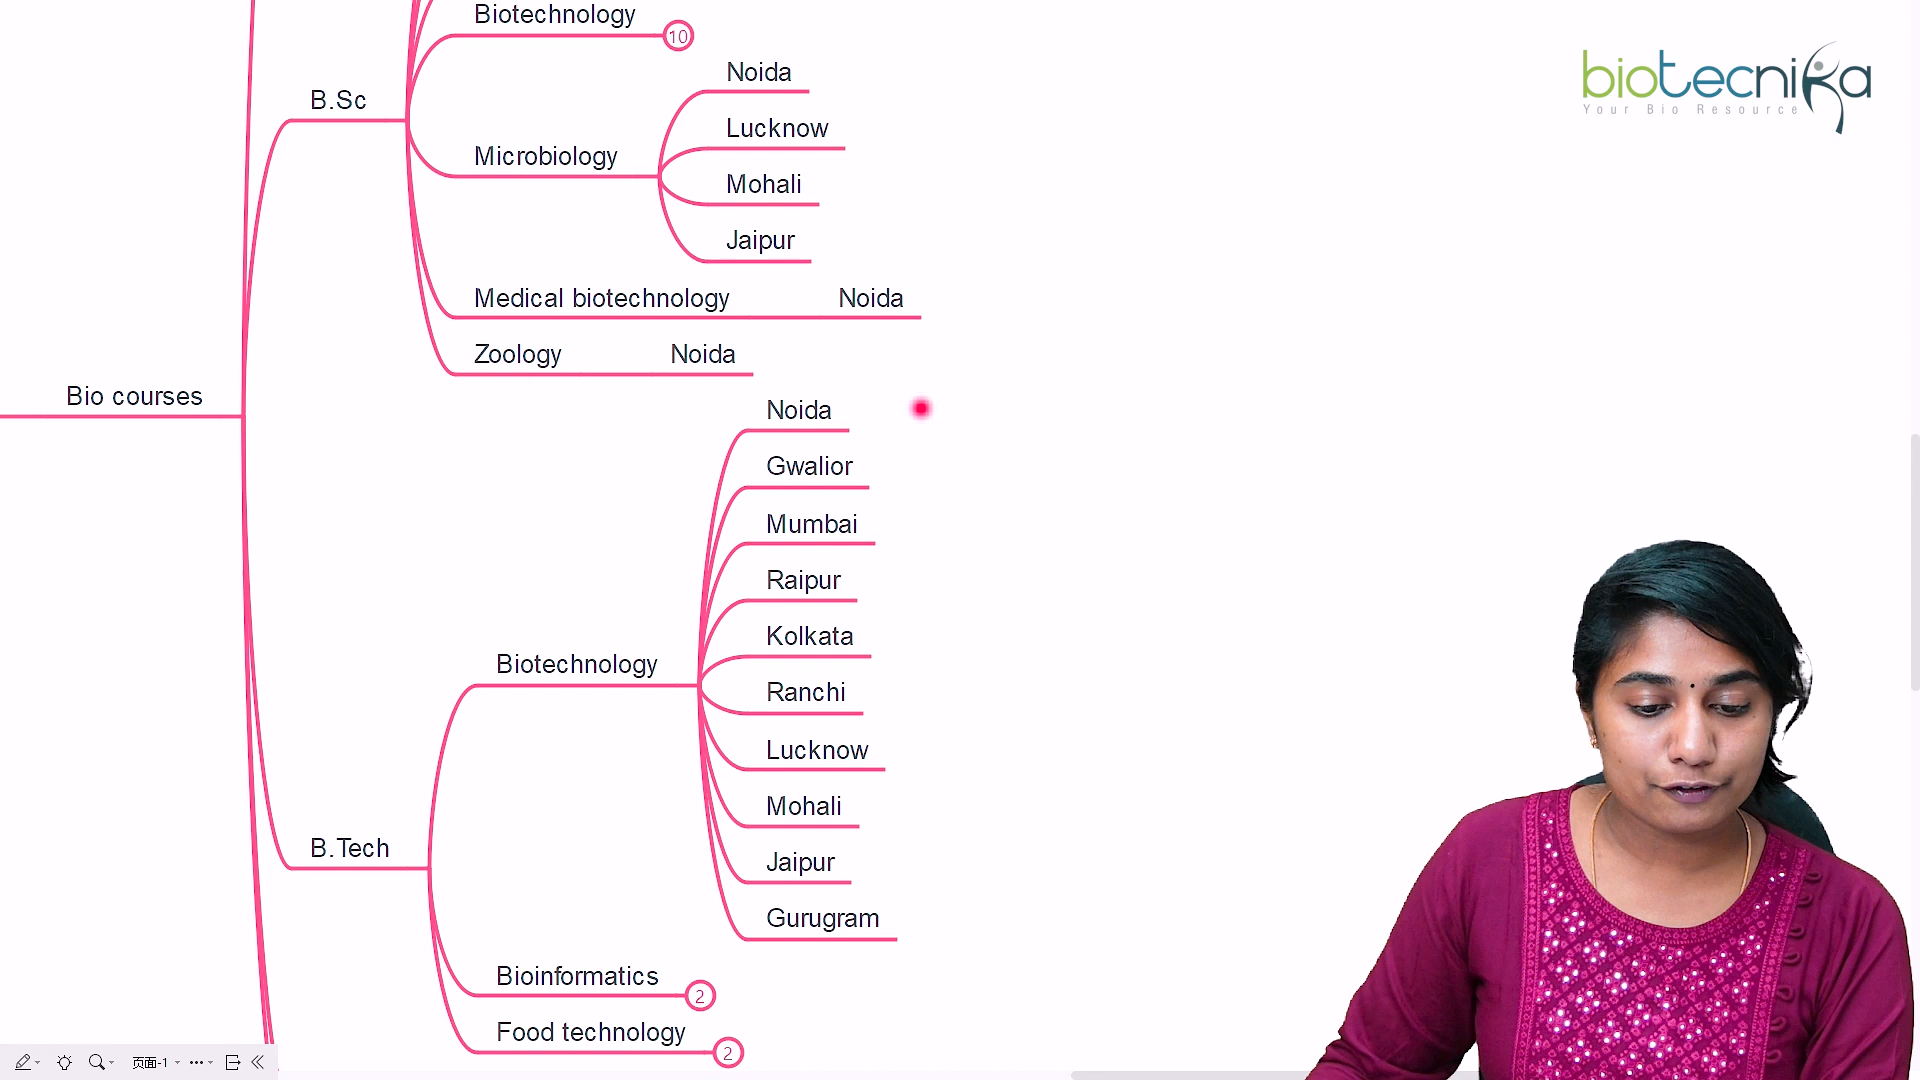 Biotechnology
10
biotecnika
Your Bio Resource
Noida
B.Sc
Lucknow
Microbiology
Mohali
Jaipur
Medical biotechnology Noida
Zoology Noida
Bio courses
Noida
Gwalior
Mumbai
Raipur
Kolkata
Biotechnology
Ranchi
Lucknow
Mohali
B.Tech
Jaipur
Gurugram
Bioinformatics
2
Food technology
2
页面-1